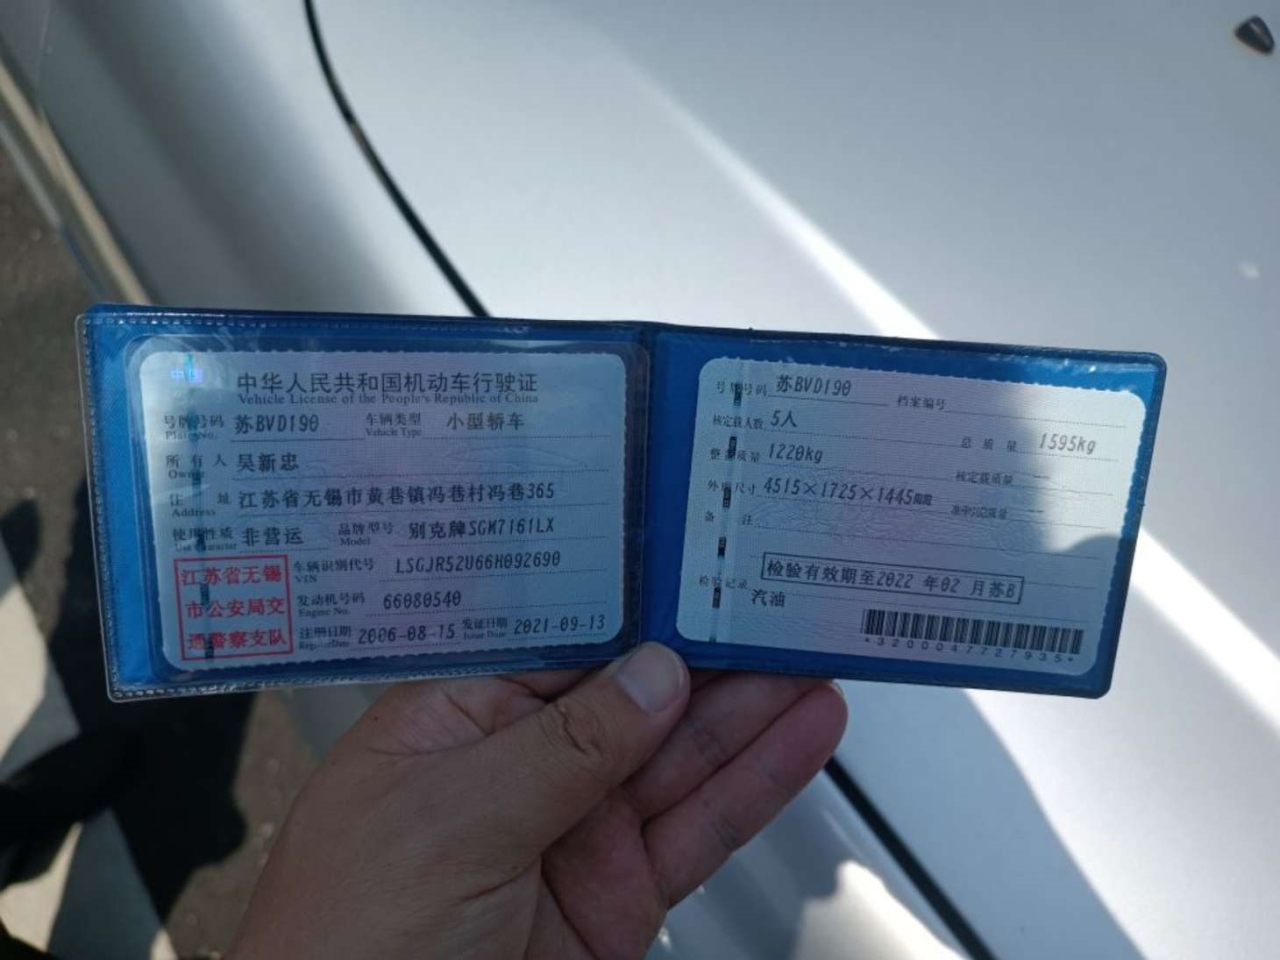 中华人民共和国机动车行驶证
Vehicle License of the People's Republic of China
号牌号码 苏BVD190 车辆类型 小型轿车
Plate No. Vehicle Type
所有人 吴新忠
Owner
住址 江苏省无锡市黄巷镇冯巷村冯巷365
Address
使用性质 非营运 品牌型号 别克牌SGM7161LX
Use Character Model
江苏省无锡
市公安局交
通警察支队
车辆识别代号 LSGJR52U66H092690
VIN
发动机号码 66080540
Engine No.
注册日期 2006-08-15 发证日期 2021-09-13
Register Date Issue Date
号牌号码 苏BVD190 档案编号
核定载人数 5人 总质量 1595kg
整备质量 1220kg 核定载质量 —
外廓尺寸 4515×1725×1445mm 准牵引总质量 —
备注
检验有效期至2022年02月苏B
检验记录
汽油
*4320004772793​5*